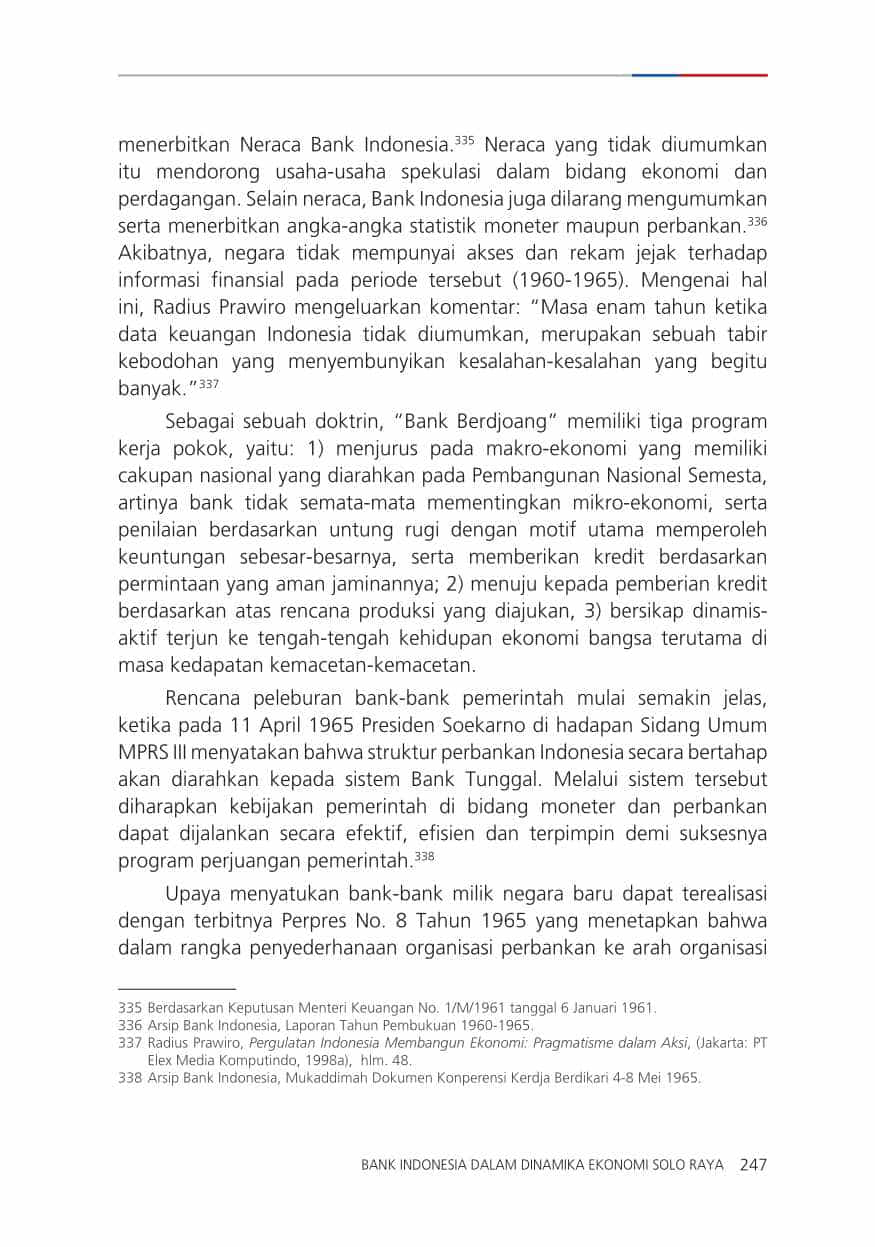 menerbitkan Neraca Bank Indonesia.335 Neraca yang tidak diumumkan
itu mendorong usaha-usaha spekulasi dalam bidang ekonomi dan
perdagangan. Selain neraca, Bank Indonesia juga dilarang mengumumkan
serta menerbitkan angka-angka statistik moneter maupun perbankan.336
Akibatnya, negara tidak mempunyai akses dan rekam jejak terhadap
informasi finansial pada periode tersebut (1960-1965). Mengenai hal
ini, Radius Prawiro mengeluarkan komentar: “Masa enam tahun ketika
data keuangan Indonesia tidak diumumkan, merupakan sebuah tabir
kebodohan yang menyembunyikan kesalahan-kesalahan yang begitu
banyak.”337
Sebagai sebuah doktrin, “Bank Berdjoang” memiliki tiga program
kerja pokok, yaitu: 1) menjurus pada makro-ekonomi yang memiliki
cakupan nasional yang diarahkan pada Pembangunan Nasional Semesta,
artinya bank tidak semata-mata mementingkan mikro-ekonomi, serta
penilaian berdasarkan untung rugi dengan motif utama memperoleh
keuntungan sebesar-besarnya, serta memberikan kredit berdasarkan
permintaan yang aman jaminannya; 2) menuju kepada pemberian kredit
berdasarkan atas rencana produksi yang diajukan, 3) bersikap dinamis-
aktif terjun ke tengah-tengah kehidupan ekonomi bangsa terutama di
masa kedapatan kemacetan-kemacetan.
Rencana peleburan bank-bank pemerintah mulai semakin jelas,
ketika pada 11 April 1965 Presiden Soekarno di hadapan Sidang Umum
MPRS III menyatakan bahwa struktur perbankan Indonesia secara bertahap
akan diarahkan kepada sistem Bank Tunggal. Melalui sistem tersebut
diharapkan kebijakan pemerintah di bidang moneter dan perbankan
dapat dijalankan secara efektif, efisien dan terpimpin demi suksesnya
program perjuangan pemerintah.338
Upaya menyatukan bank-bank milik negara baru dapat terealisasi
dengan terbitnya Perpres No. 8 Tahun 1965 yang menetapkan bahwa
dalam rangka penyederhanaan organisasi perbankan ke arah organisasi
335 Berdasarkan Keputusan Menteri Keuangan No. 1/M/1961 tanggal 6 Januari 1961.
336 Arsip Bank Indonesia, Laporan Tahun Pembukuan 1960-1965.
337 Radius Prawiro, Pergulatan Indonesia Membangun Ekonomi: Pragmatisme dalam Aksi, (Jakarta: PT
Elex Media Komputindo, 1998a), hlm. 48.
338 Arsip Bank Indonesia, Mukaddimah Dokumen Konperensi Kerdja Berdikari 4-8 Mei 1965.
BANK INDONESIA DALAM DINAMIKA EKONOMI SOLO RAYA 247